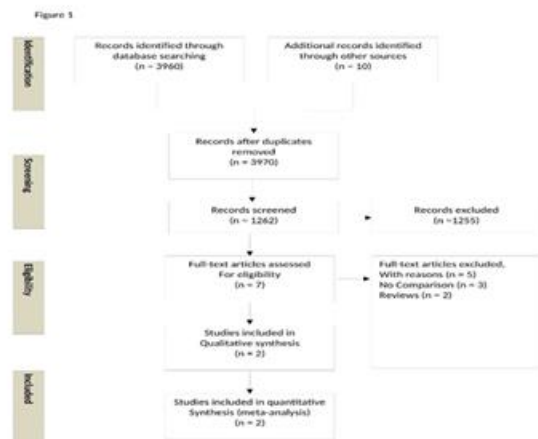 Figure 1
Identification
Records identified through
database searching
(n = 3960)
Additional records identified
through other sources
(n = 10)
Records after duplicates
removed
(n = 3970)
Screening
Records screened
(n = 1262)
Records excluded
(n =1255)
Eligibility
Full-text articles assessed
For eligibility
(n = 7)
Full-text articles excluded,
With reasons (n = 5)
No Comparison (n = 3)
Reviews (n = 2)
Studies included in
Qualitative synthesis
(n = 2)
Included
Studies included in quantitative
Synthesis (meta-analysis)
(n = 2)